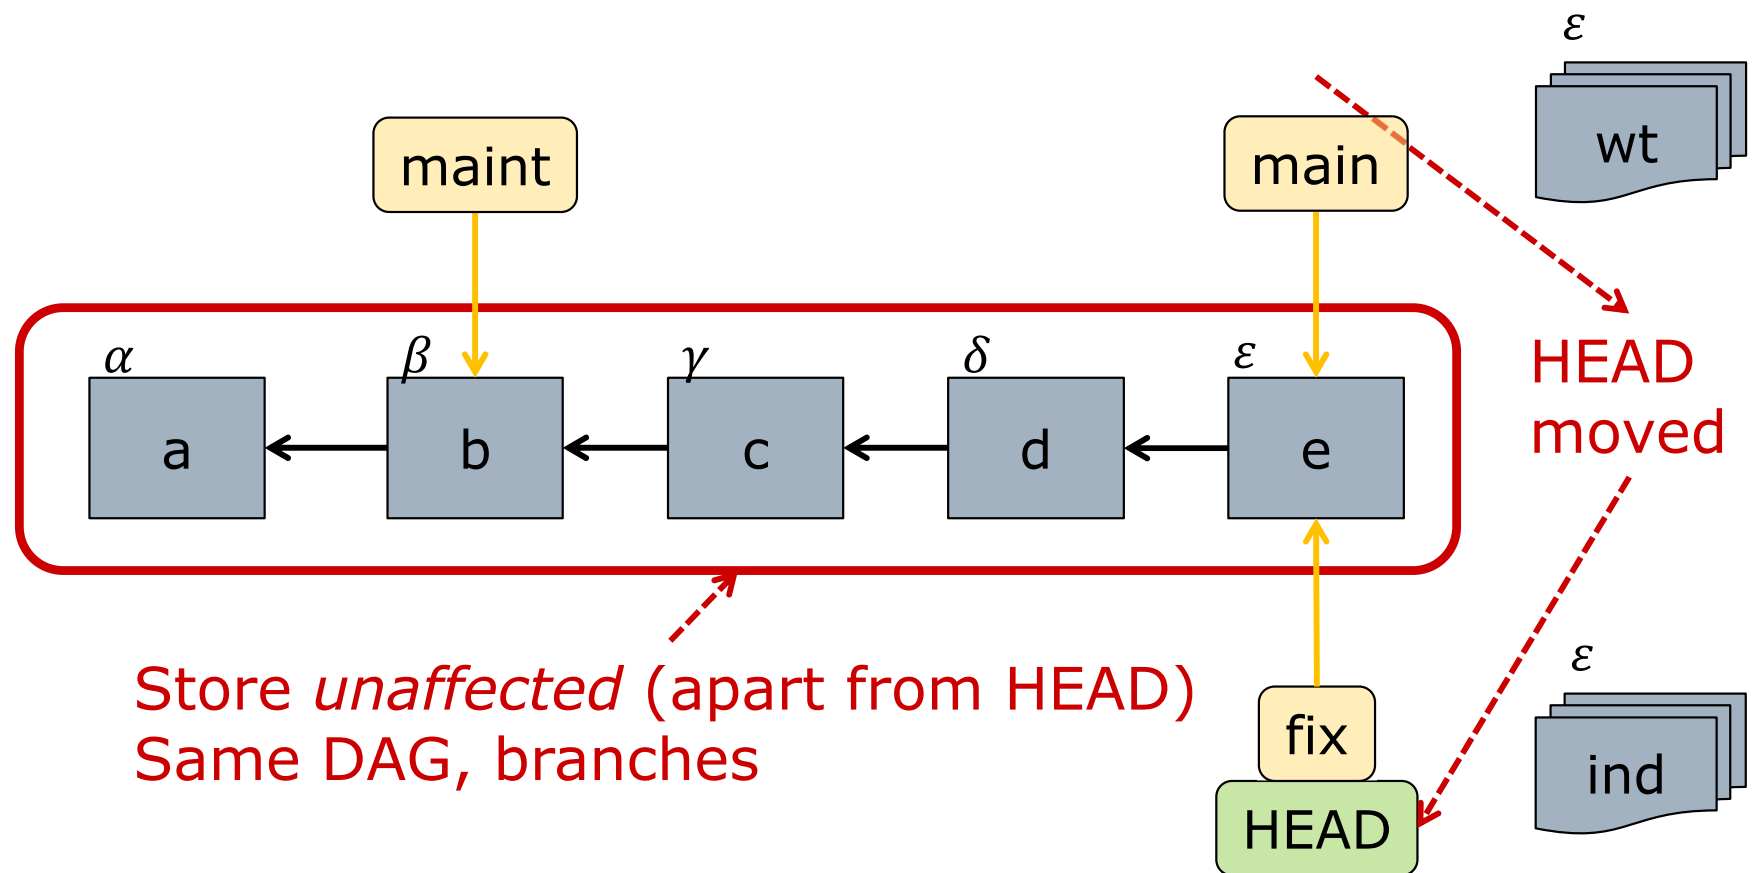 ε
wt
maint
main
α
β
γ
δ
ε
a
b
c
d
e
HEAD
moved
Store unaffected (apart from HEAD)
Same DAG, branches
fix
HEAD
ε
ind